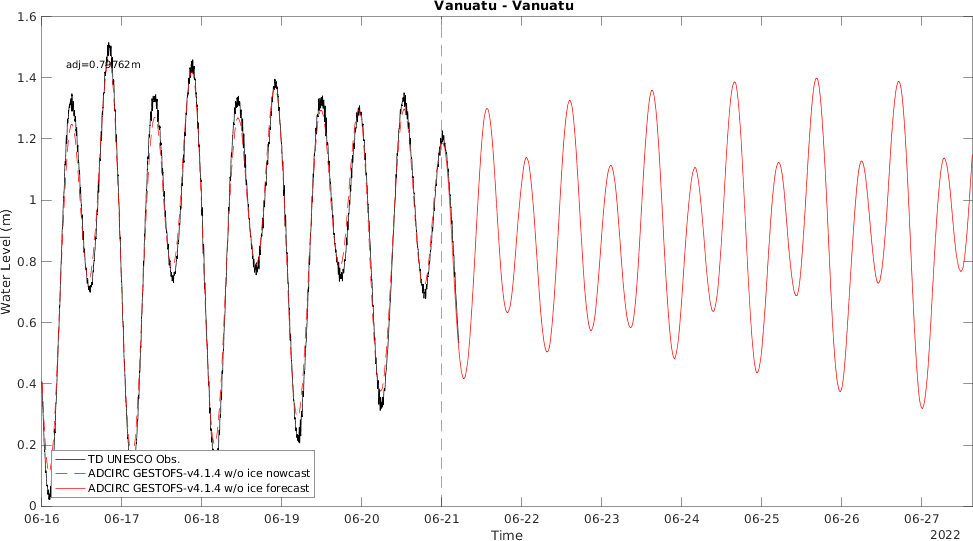 Vanuatu - Vanuatu
1.6
1.4
1.2
1
0.8
0.6
0.4
0.2
0
Water Level (m)
adj=0.79762m
TD UNESCO Obs.
ADCIRC GESTOFS-v4.1.4 w/o ice nowcast
ADCIRC GESTOFS-v4.1.4 w/o ice forecast
06-16 06-17 06-18 06-19 06-20 06-21 06-22 06-23 06-24 06-25 06-26 06-27
Time
2022